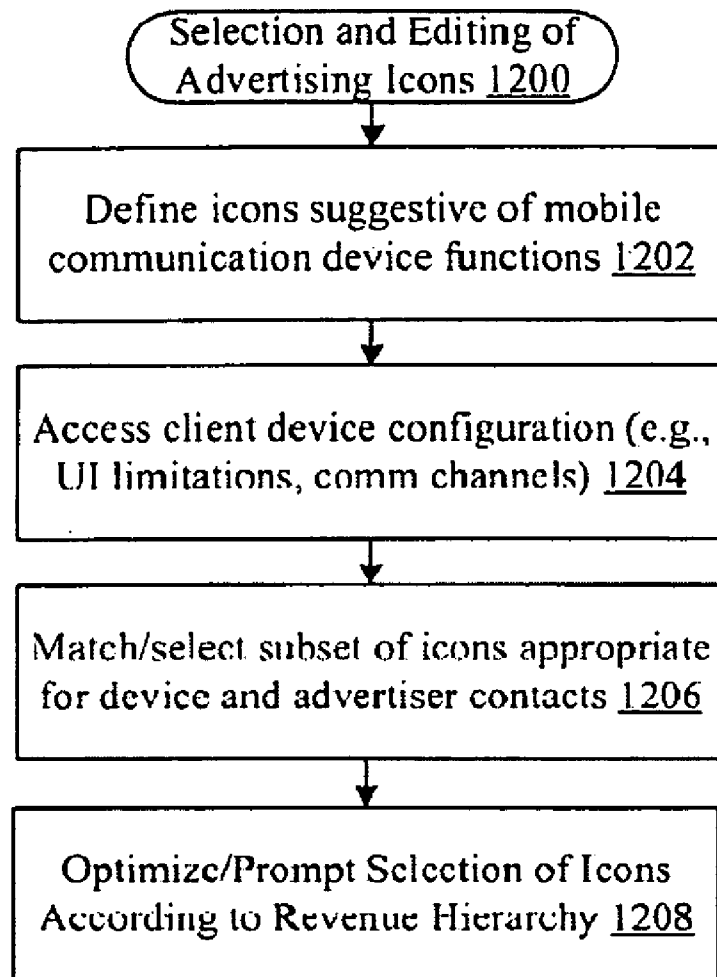 Selection and Editing of
Advertising Icons 1200
Define icons suggestive of mobile
communication device functions 1202
Access client device configuration (e.g.,
UI limitations, comm channels) 1204
Match/select subset of icons appropriate
for device and advertiser contacts 1206
Optimize/Prompt Selection of Icons
According to Revenue Hierarchy 1208